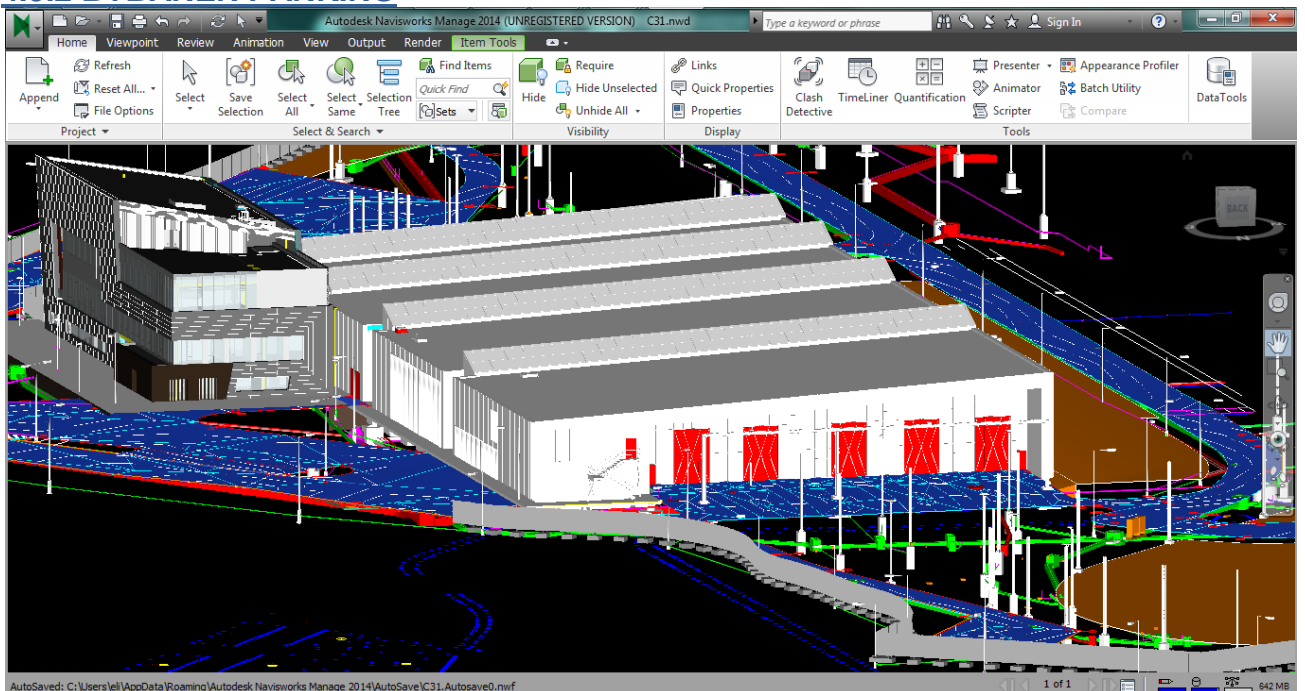 Autodesk Navisworks Manage 2014 (UNREGISTERED VERSION) C31.nwd
Type a keyword or phrase
Sign In
Home Viewpoint Review Animation View Output Render Item Tools
Append
Refresh
Reset All...
File Options
Project
Select
Save Selection
Select All
Select Same
Selection Tree
Find Items
Quick Find
Sets
Select & Search
Hide
Require
Hide Unselected
Unhide All
Visibility
Links
Quick Properties
Properties
Display
Clash Detective
TimeLiner
Quantification
Presenter
Animator
Scripter
Appearance Profiler
Batch Utility
Compare
Tools
DataTools
BACK
AutoSaved: C:\Users\eli\AppData\Roaming\Autodesk Navisworks Manage 2014\AutoSave\C31.Autosave0.nwf
1 of 1
642 MB